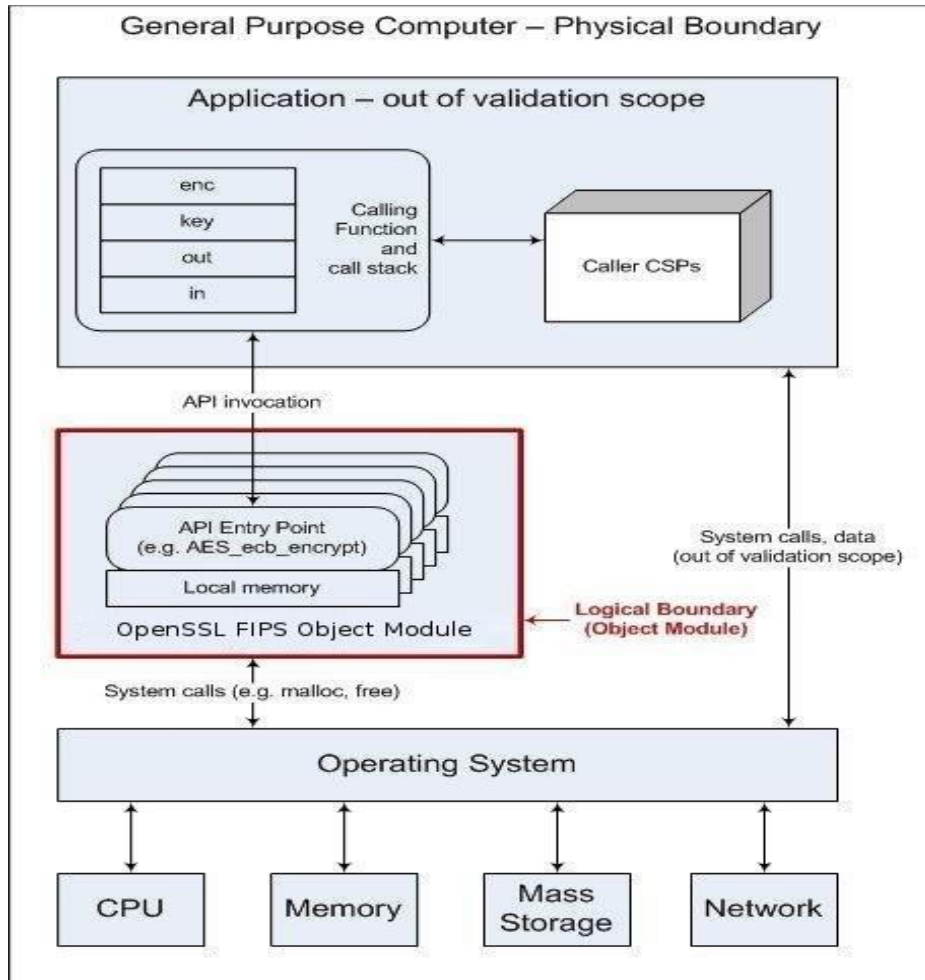 General Purpose Computer – Physical Boundary
Application – out of validation scope
enc
key
out
in
Calling
Function
and
call stack
Caller CSPs
API invocation
API Entry Point
(e.g. AES_ecb_encrypt)
Local memory
OpenSSL FIPS Object Module
System calls, data
(out of validation scope)
Logical Boundary
(Object Module)
System calls (e.g. malloc, free)
Operating System
CPU
Memory
Mass
Storage
Network